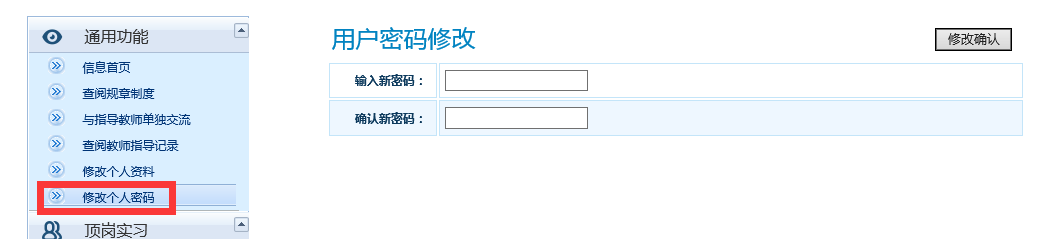 通用功能
信息首页
查阅规章制度
与指导教师单独交流
查阅教师指导记录
修改个人资料
修改个人密码
顶岗实习
用户密码修改
修改确认
输入新密码：
确认新密码：